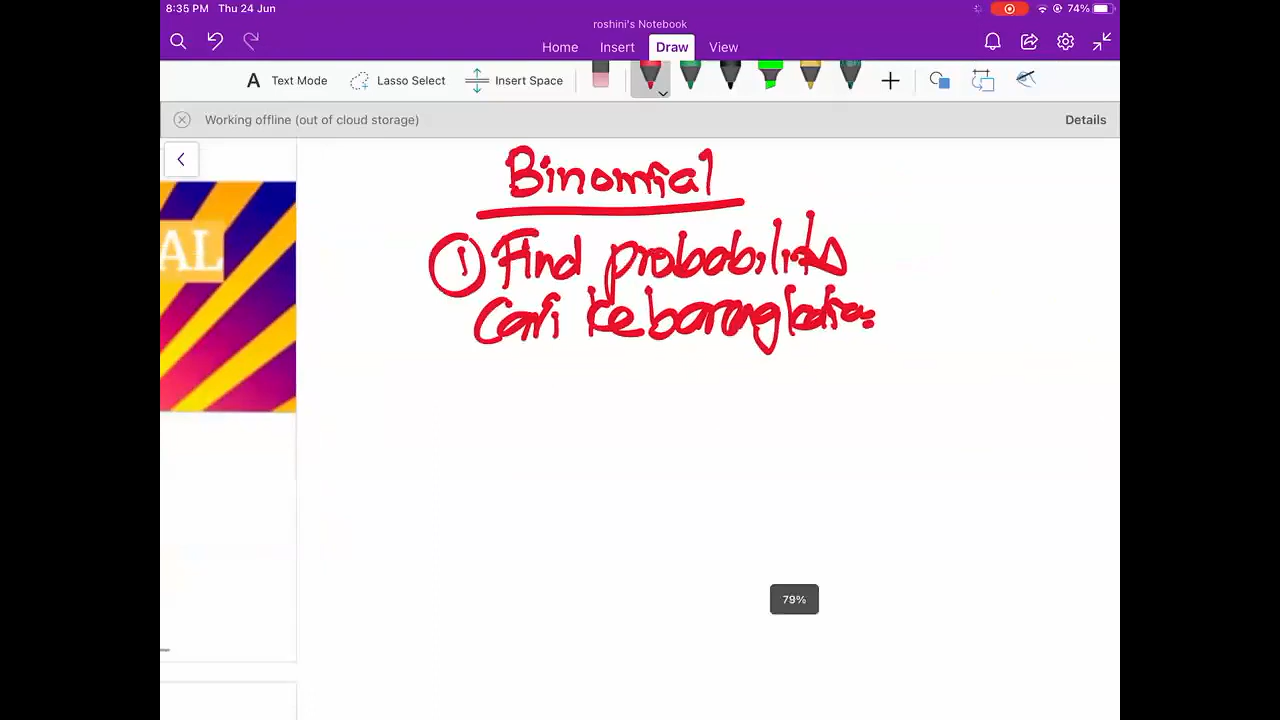 8:35 PM Thu 24 Jun 74%
roshini's Notebook
Home Insert Draw View
A Text Mode Lasso Select Insert Space
Working offline (out of cloud storage) Details
AL
Binomial
① Find probability
Cari kebarangkalian
79%